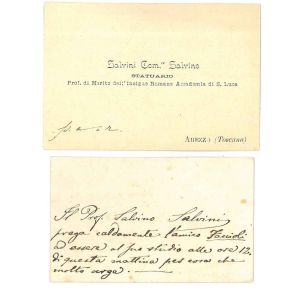 Salvini Com.re Salvino
STATUARIO
Prof. di Merito dell'Insigne Romana Accademia di S. Luca
AREZZO (Toscana)
Il Prof. Salvino Salvini
prega caldamente l'amico Faccioli
ad essere al suo studio alle ore 12
di questa mattina per cosa che
molto urge.